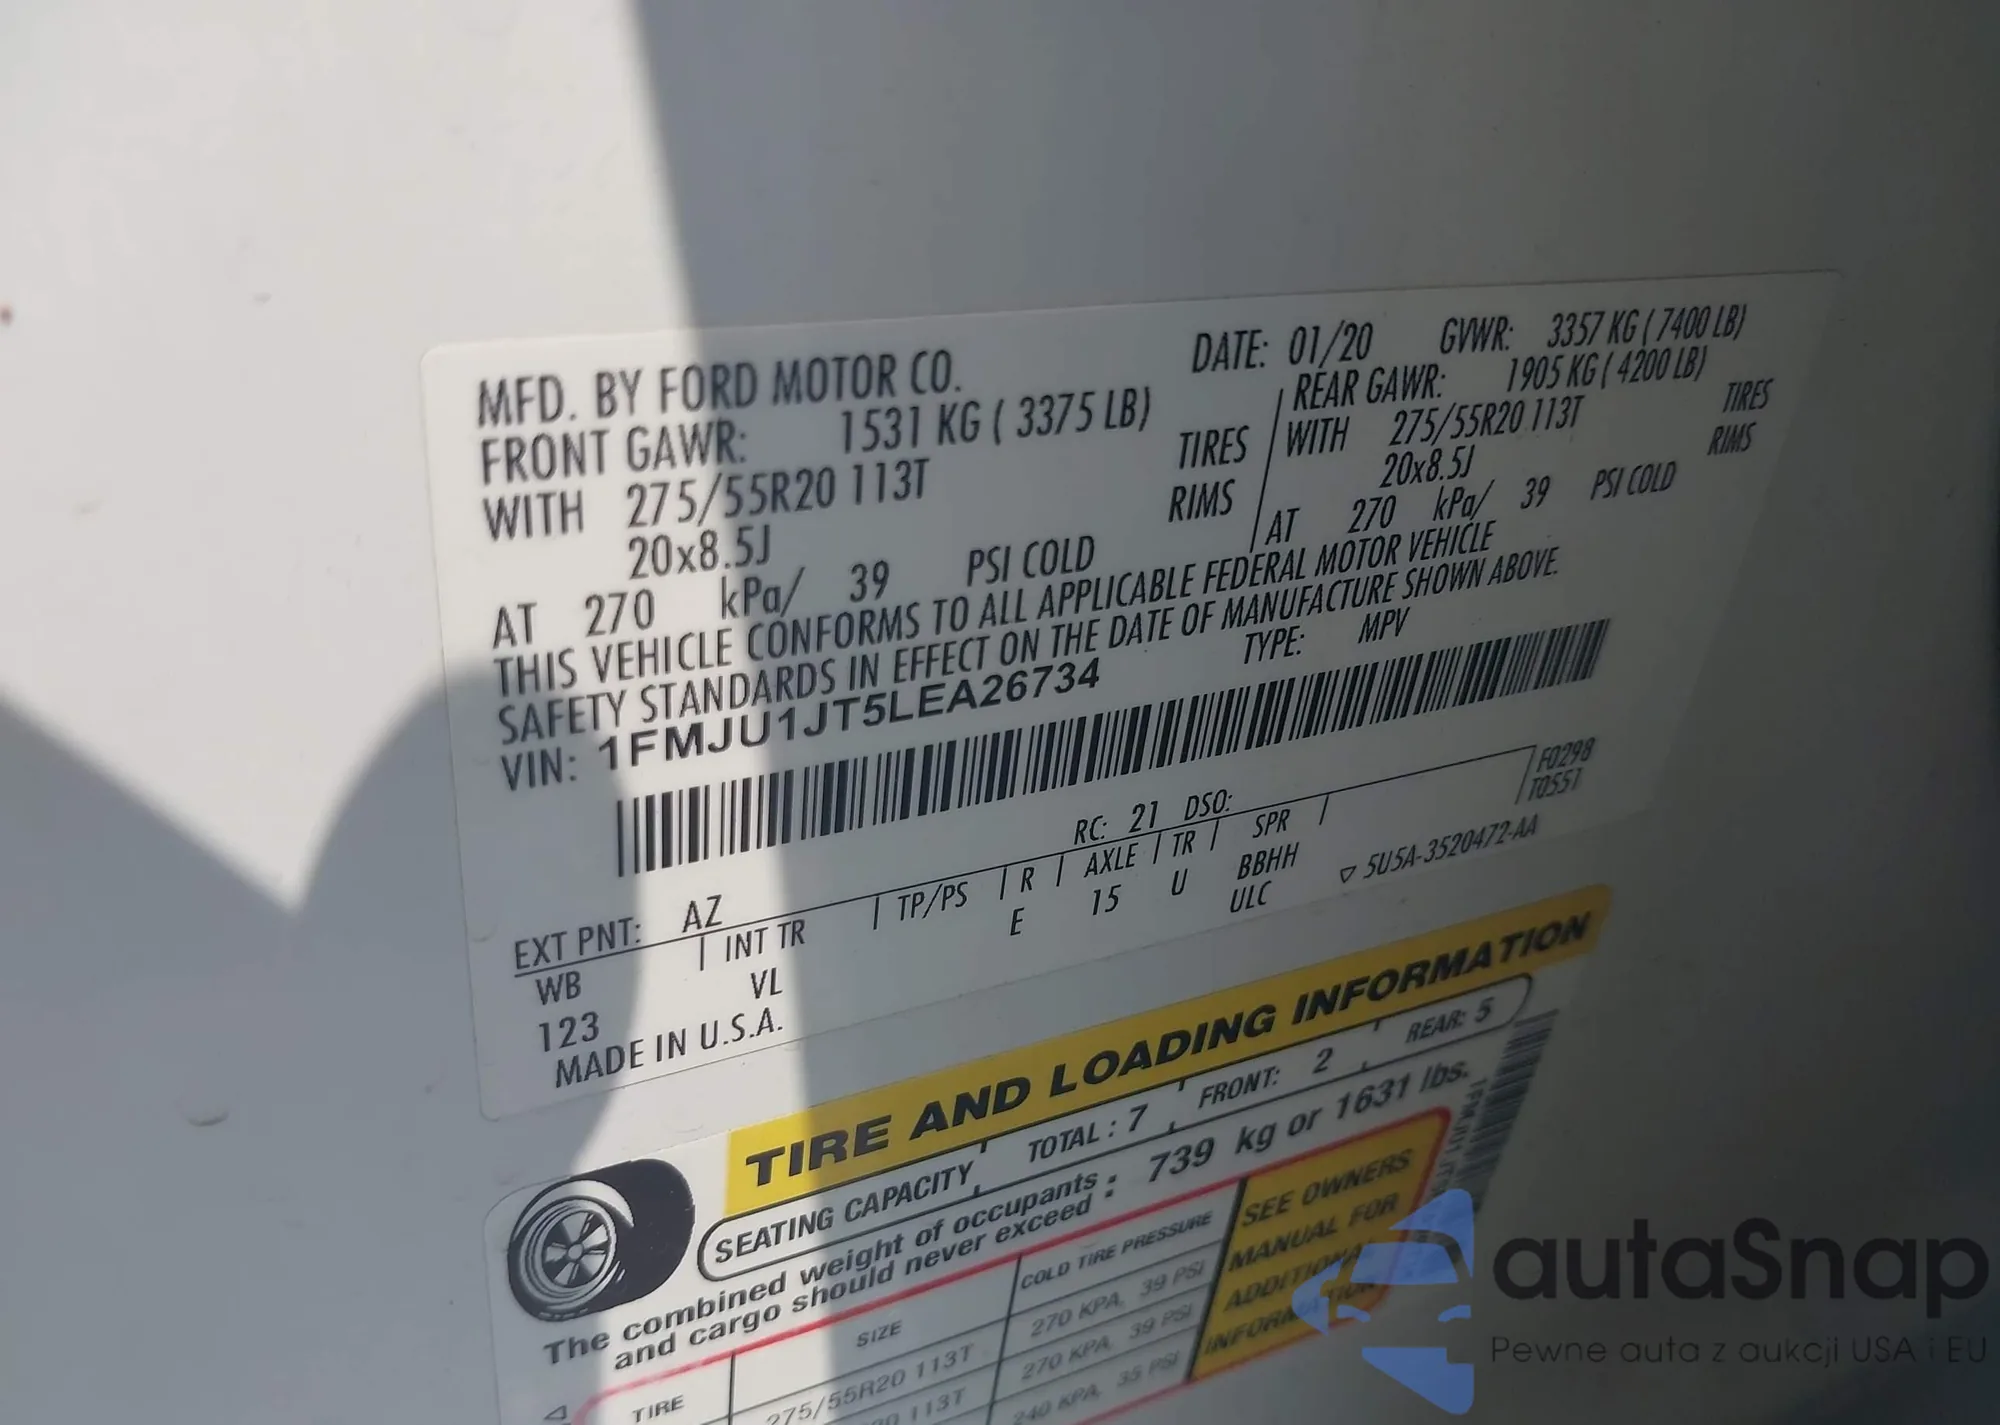 MFD. BY FORD MOTOR CO. DATE: 01/20 GVWR: 3357 KG ( 7400 LB)
FRONT GAWR: 1531 KG ( 3375 LB) REAR GAWR: 1905 KG ( 4200 LB)
WITH 275/55R20 113T TIRES WITH 275/55R20 113T TIRES
20x8.5J RIMS 20x8.5J RIMS
AT 270 kPa/ 39 PSI COLD AT 270 kPa/ 39 PSI COLD
THIS VEHICLE CONFORMS TO ALL APPLICABLE FEDERAL MOTOR VEHICLE
SAFETY STANDARDS IN EFFECT ON THE DATE OF MANUFACTURE SHOWN ABOVE.
VIN: 1FMJU1JT5LEA26734 TYPE: MPV
F0298
T0551
EXT PNT: AZ RC: 21 DSO:
WB INT TR TP/PS R AXLE TR SPR
123 VL E 15 U BBHH
ULC
MADE IN U.S.A. 5U5A-3520472-AA
TIRE AND LOADING INFORMATION
SEATING CAPACITY TOTAL : 7 FRONT: 2 REAR: 5
The combined weight of occupants : 739 kg or 1631 lbs.
and cargo should never exceed
TIRE SIZE COLD TIRE PRESSURE
275/55R20 113T 270 KPA, 39 PSI
113T 270 KPA, 39 PSI
240 KPA, 35 PSI
SEE OWNERS
MANUAL FOR
ADDITIONAL
INFORMATION
autaSnap
Pewne auta z aukcji USA i EU